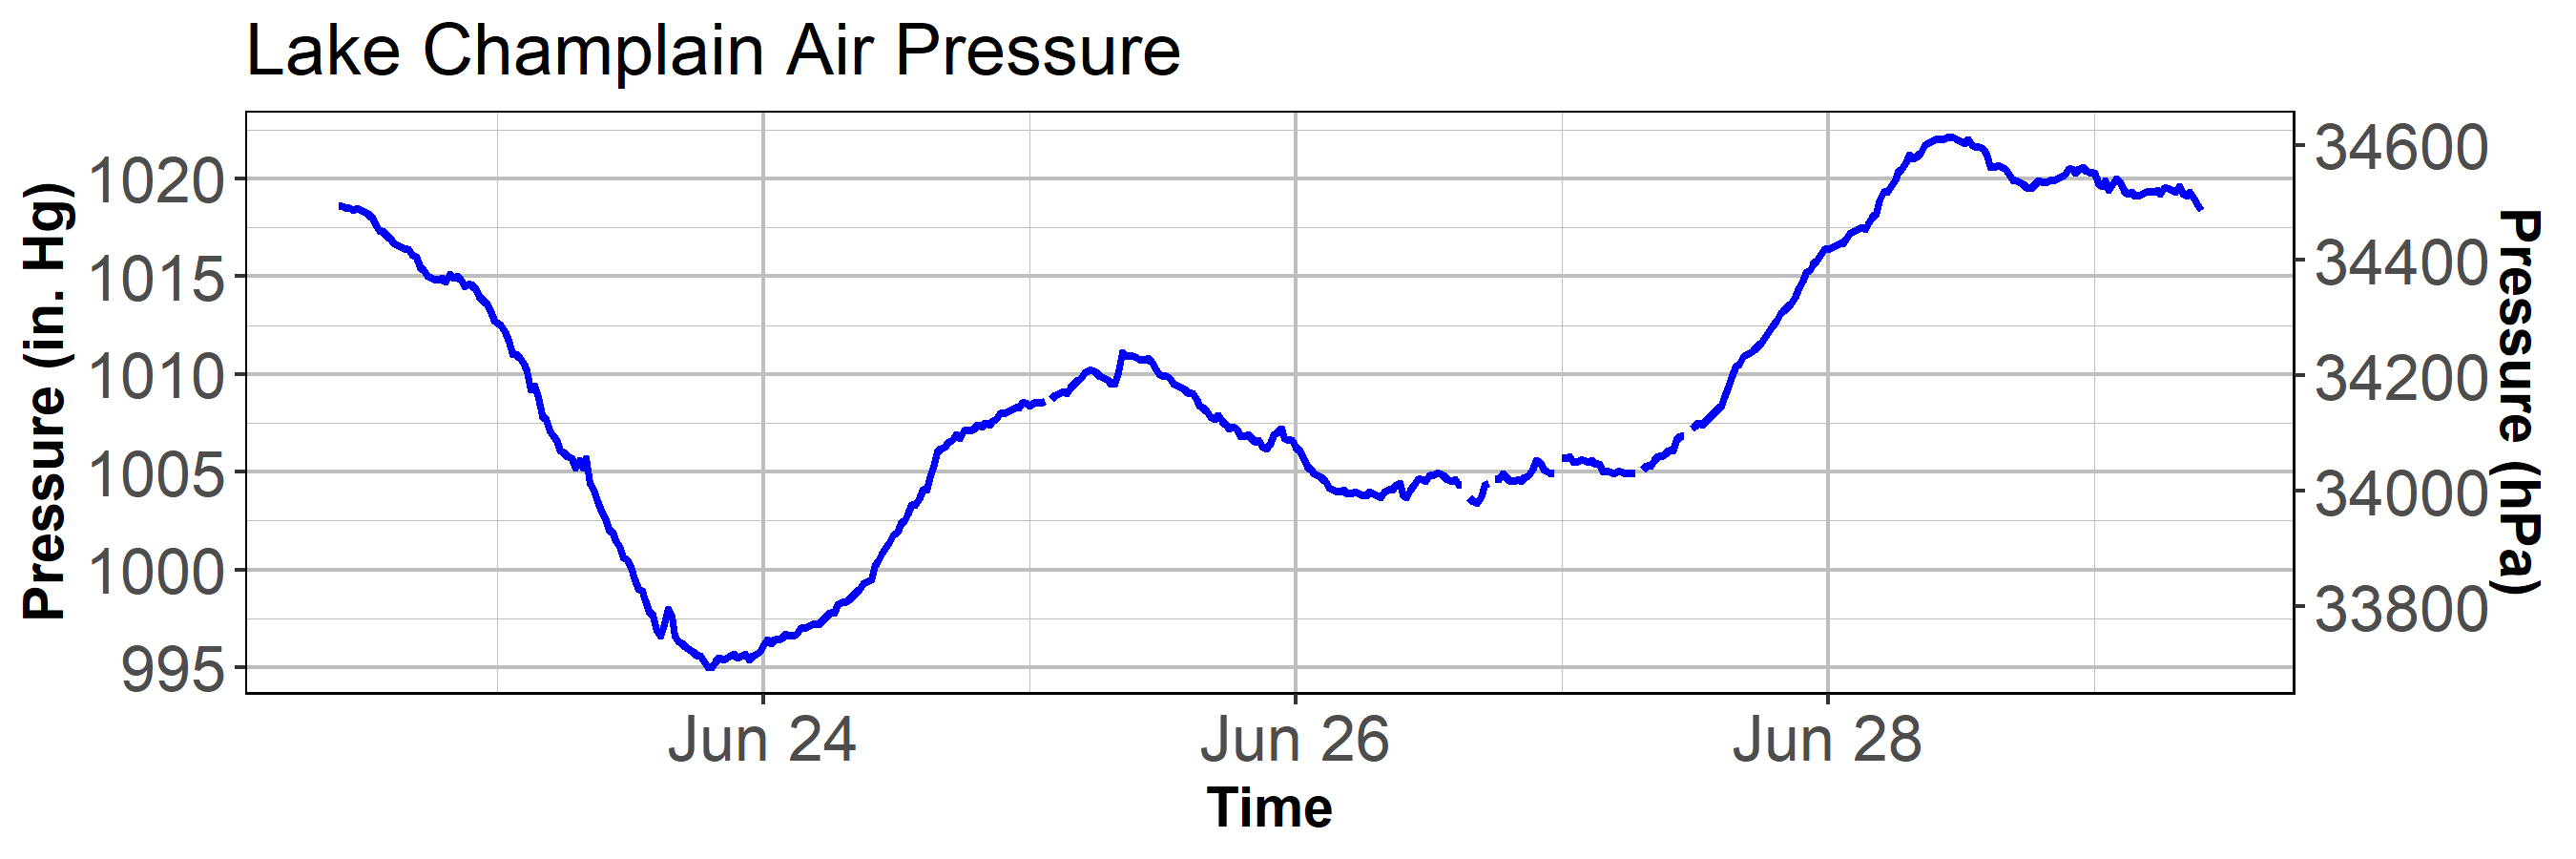 Lake Champlain Air Pressure
Pressure (in. Hg)
1020
1015
1010
1005
1000
995
34600
34400
34200
34000
33800
Pressure (hPa)
Jun 24
Jun 26
Jun 28
Time